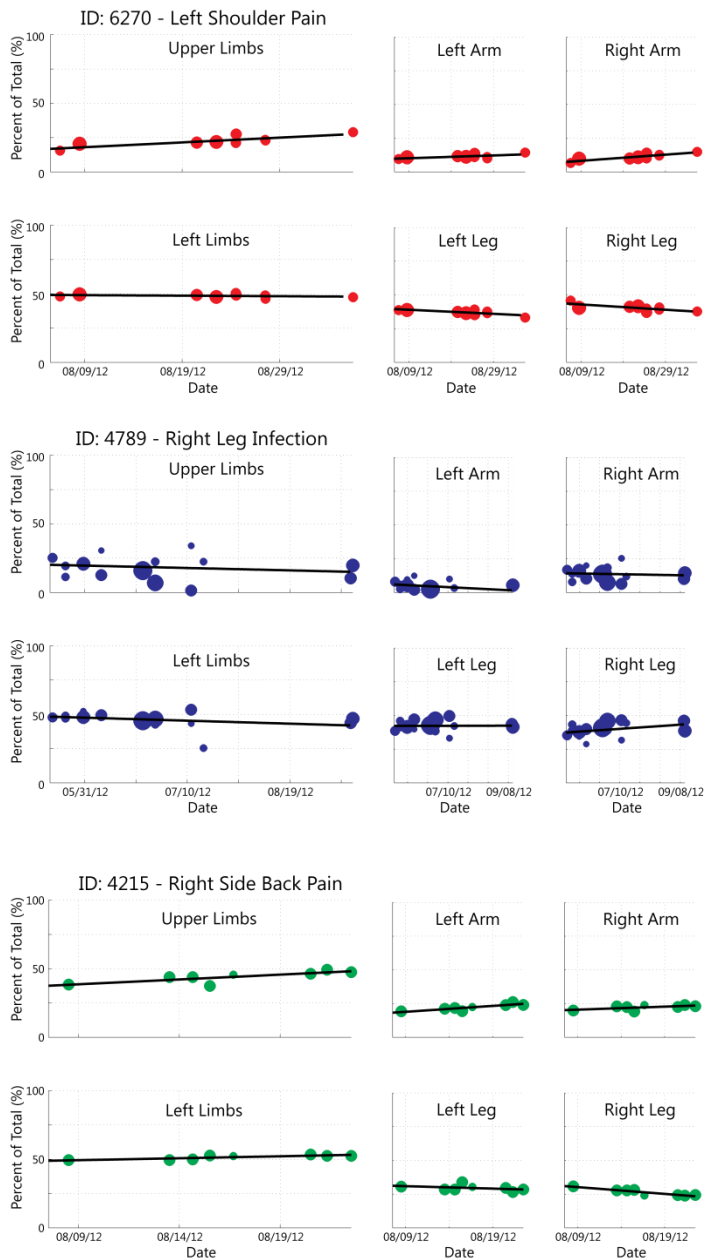 ID: 6270 - Left Shoulder Pain
Upper Limbs
Left Arm
Right Arm
Percent of Total (%)
100
50
0
Left Limbs
Left Leg
Right Leg
Percent of Total (%)
100
50
0
08/09/12 08/19/12 08/29/12
08/09/12 08/29/12
08/09/12 08/29/12
Date
Date
Date
ID: 4789 - Right Leg Infection
Upper Limbs
Left Arm
Right Arm
Percent of Total (%)
100
50
0
Left Limbs
Left Leg
Right Leg
Percent of Total (%)
100
50
0
05/31/12 07/10/12 08/19/12
07/10/12 09/08/12
07/10/12 09/08/12
Date
Date
Date
ID: 4215 - Right Side Back Pain
Upper Limbs
Left Arm
Right Arm
Percent of Total (%)
100
50
0
Left Limbs
Left Leg
Right Leg
Percent of Total (%)
100
50
0
08/09/12 08/14/12 08/19/12
08/09/12 08/19/12
08/09/12 08/19/12
Date
Date
Date